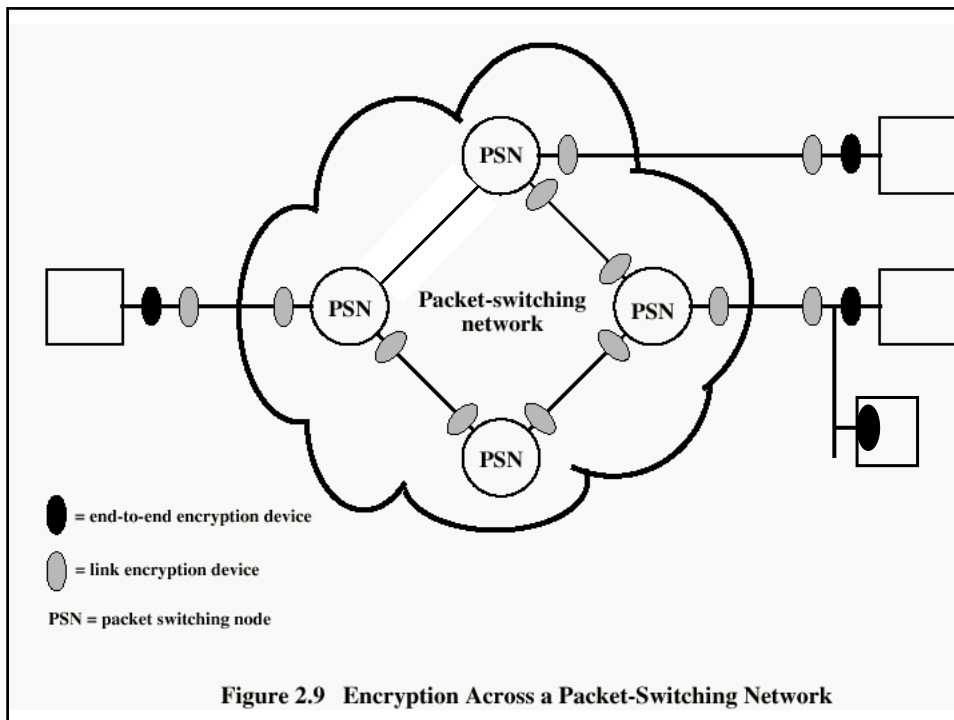 PSN
PSN
Packet-switching
network
PSN
PSN
= end-to-end encryption device
= link encryption device
PSN = packet switching node
Figure 2.9 Encryption Across a Packet-Switching Network